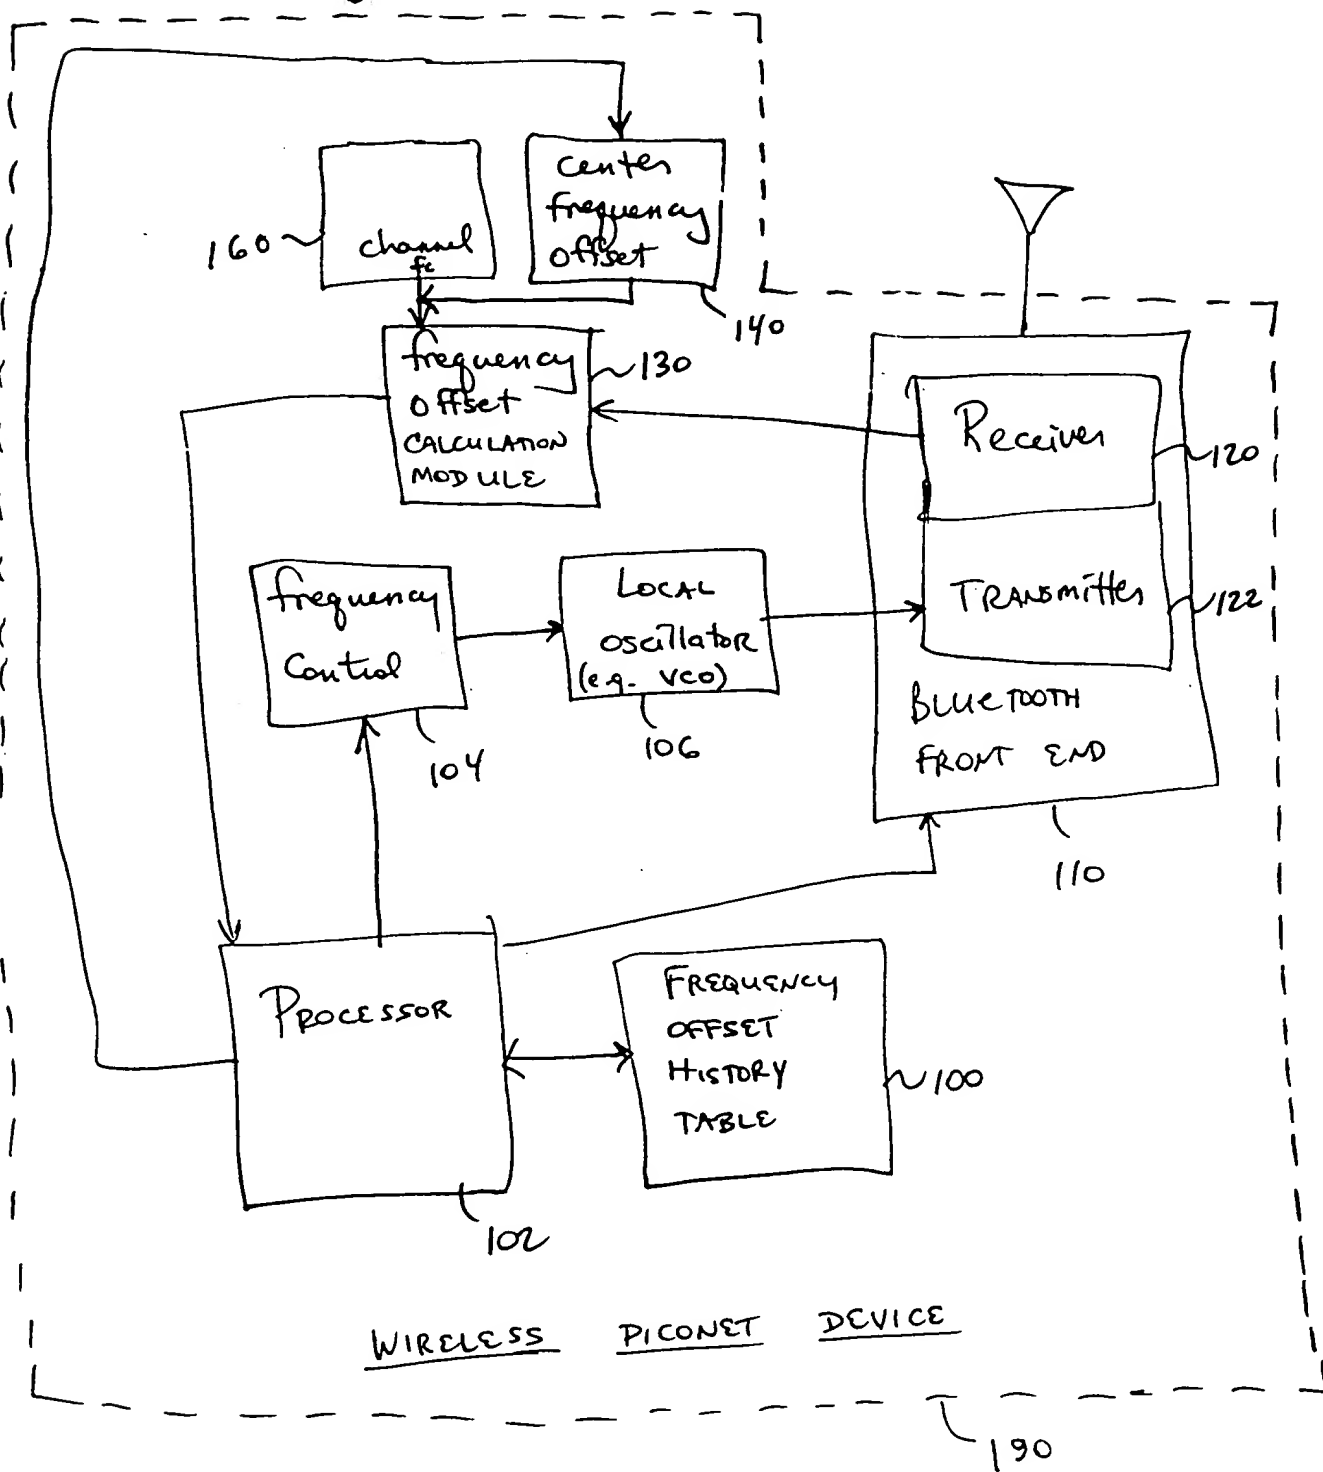 center
frequency
offset
160
channel
fc
140
frequency
offset
CALCULATION
MODULE
130
Receiver
120
frequency
Control
104
LOCAL
oscillator
(e.g. VCO)
106
TRANSMITTER
122
BLUETOOTH
FRONT END
110
PROCESSOR
102
FREQUENCY
OFFSET
HISTORY
TABLE
100
WIRELESS PICONET DEVICE
190